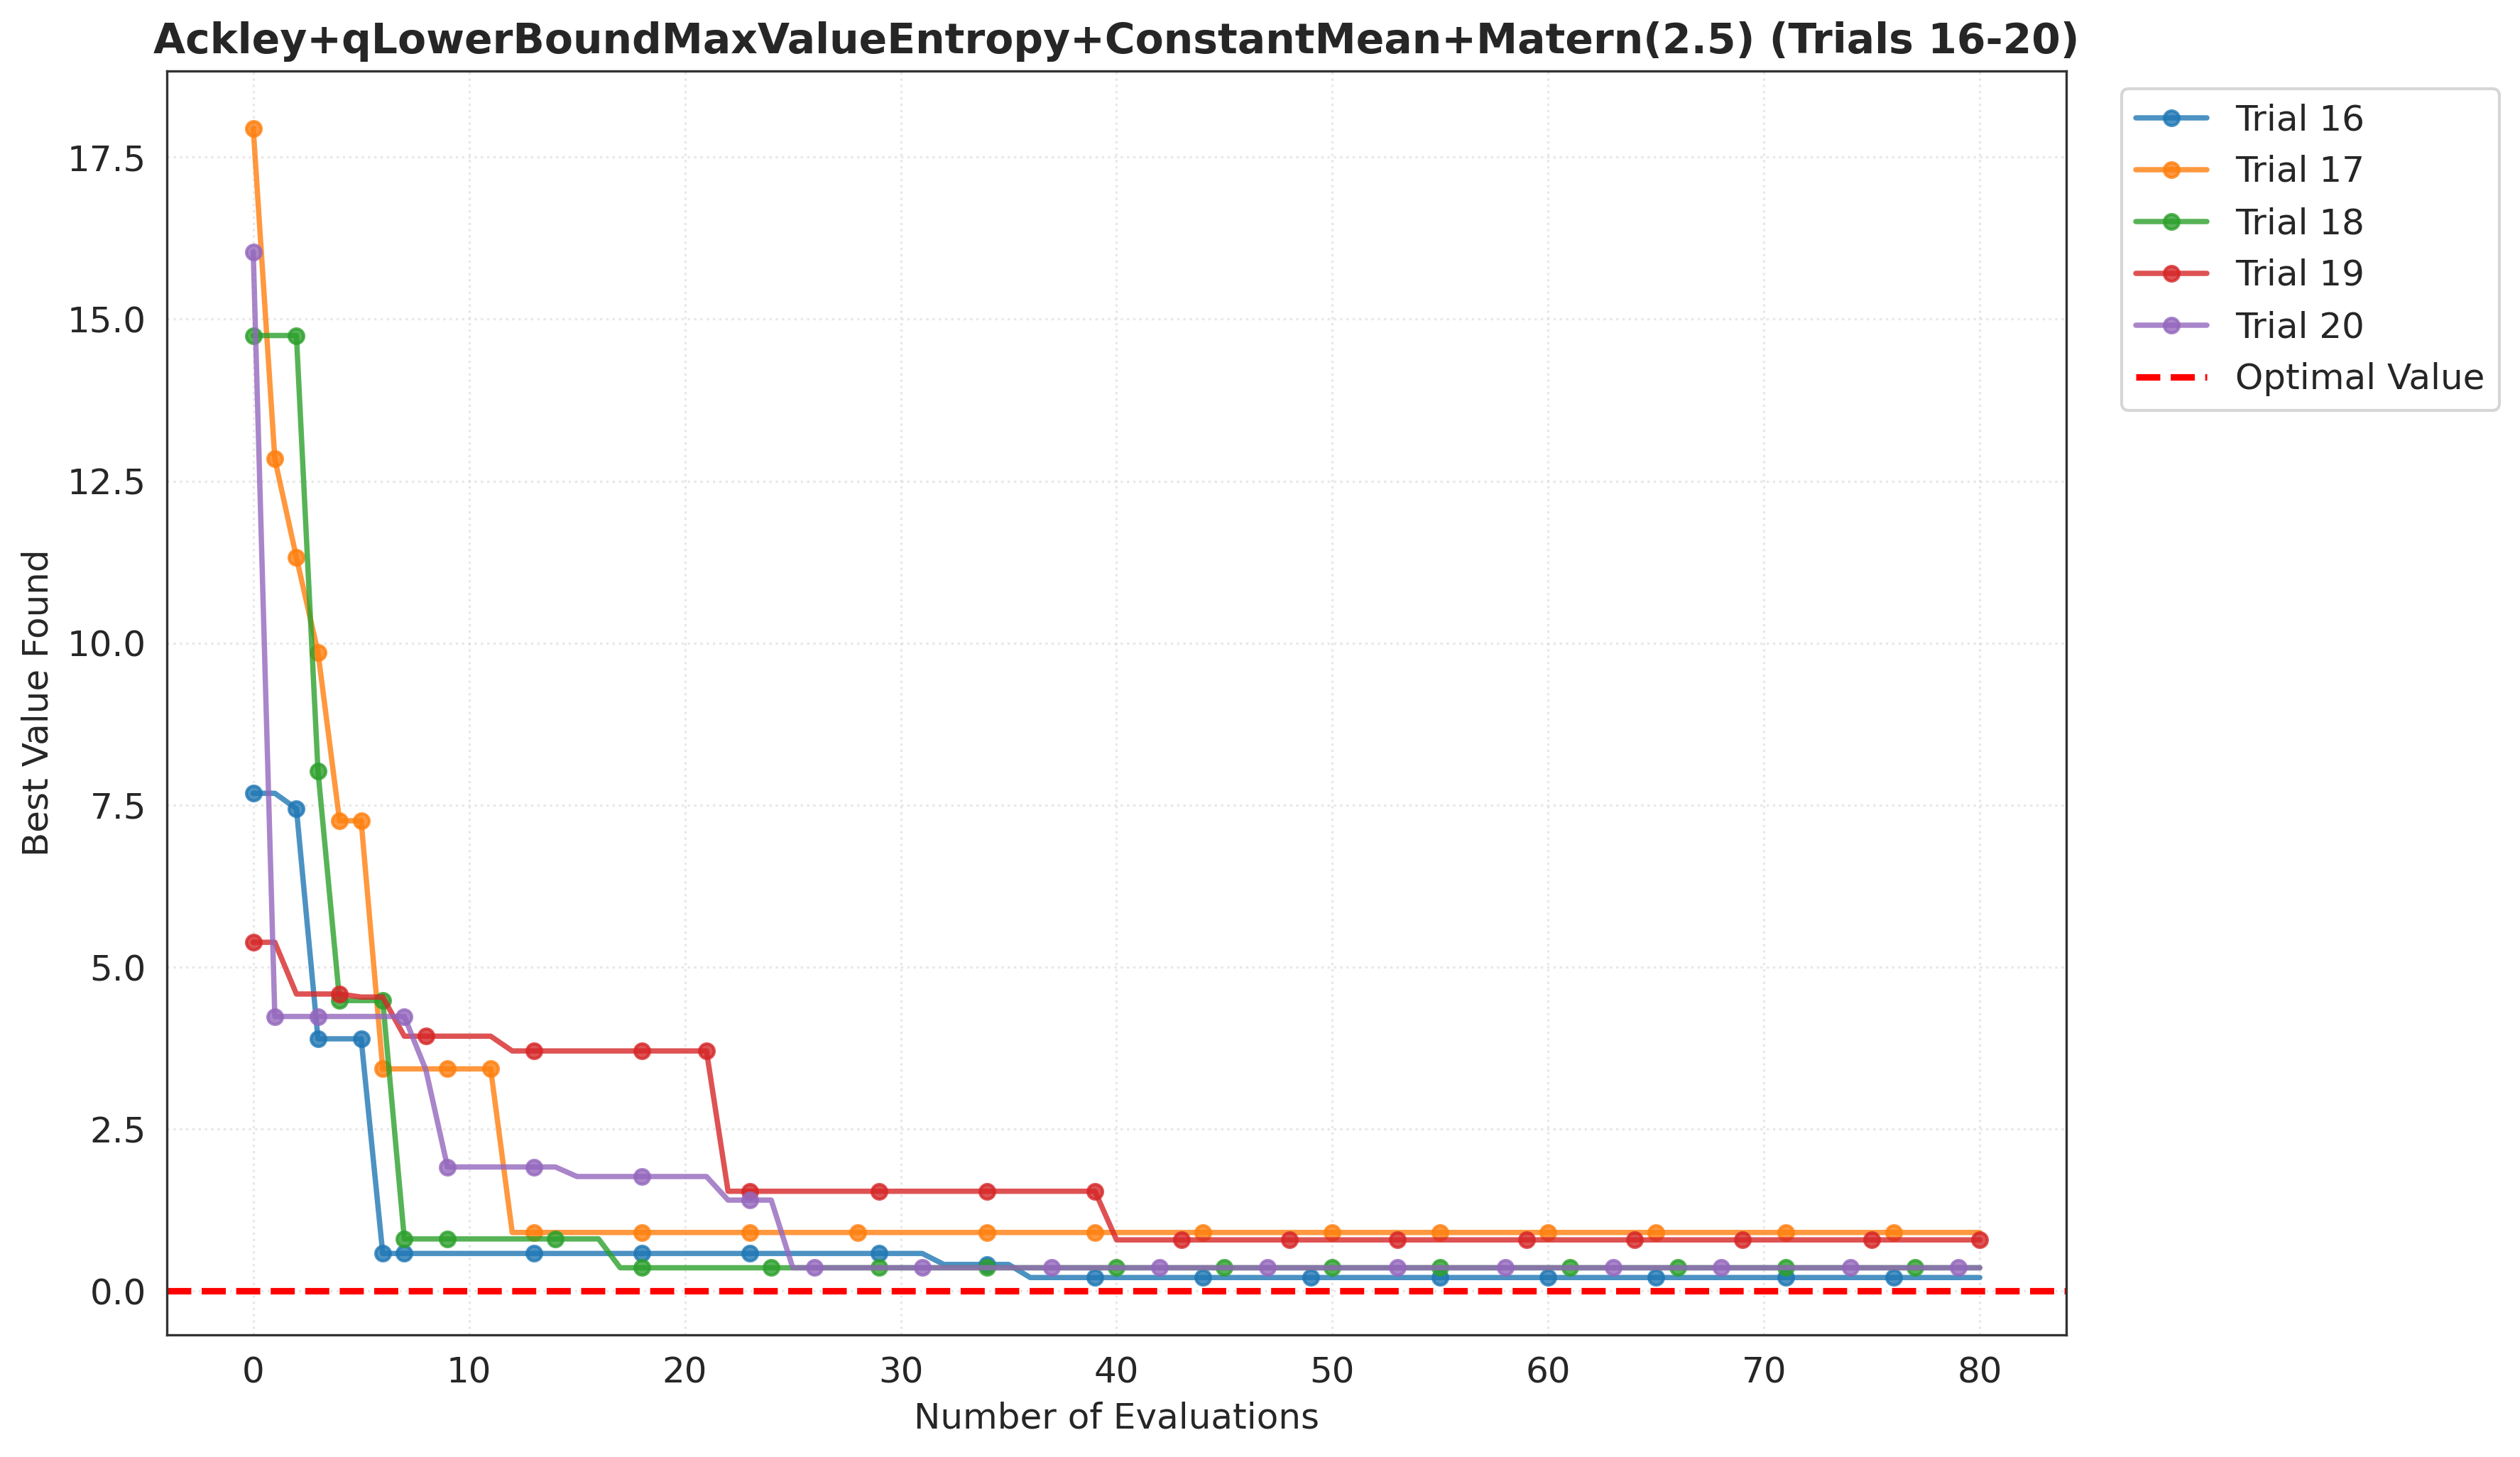 Ackley+qLowerBoundMaxValueEntropy+ConstantMean+Matern(2.5) (Trials 16-20)
Best Value Found
17.5
15.0
12.5
10.0
7.5
5.0
2.5
0.0
0 10 20 30 40 50 60 70 80
Number of Evaluations
Trial 16
Trial 17
Trial 18
Trial 19
Trial 20
Optimal Value